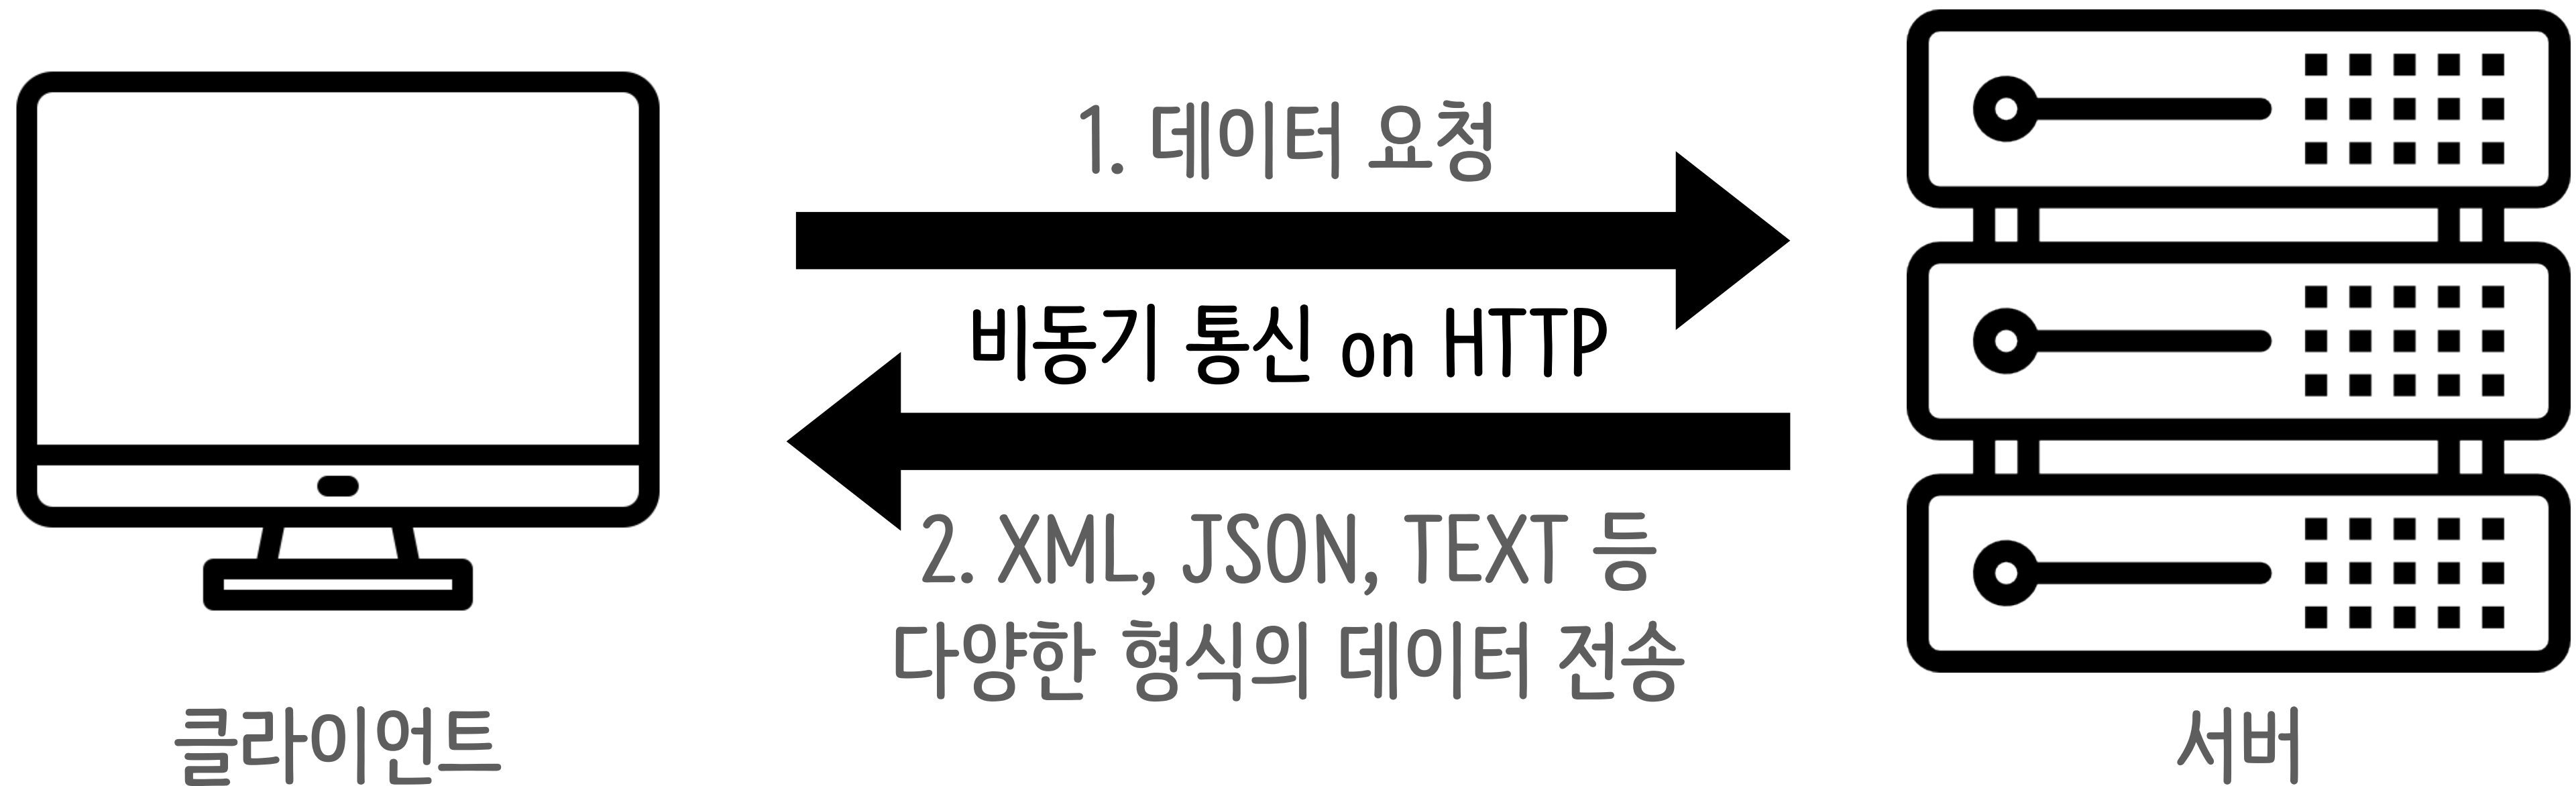 1. 데이터 요청
비동기 통신 on HTTP
2. XML, JSON, TEXT 등
다양한 형식의 데이터 전송
클라이언트
서버